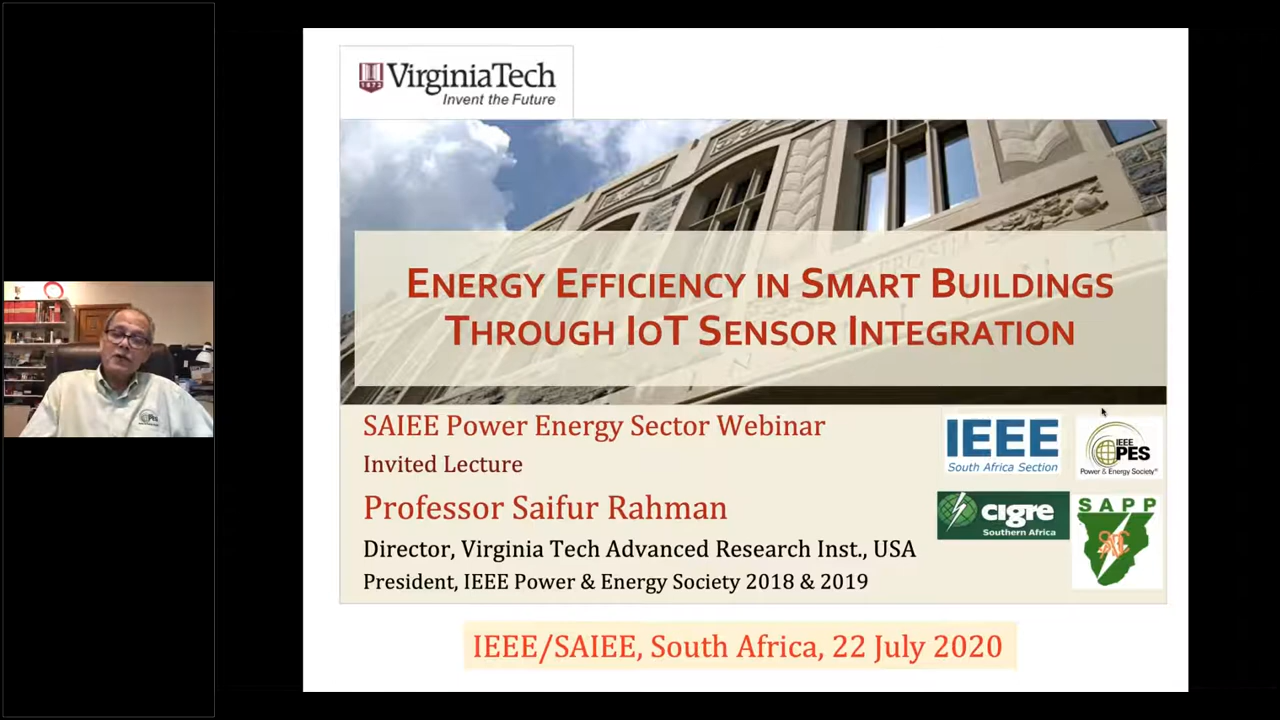 VirginiaTech
1872
Invent the Future
ENERGY EFFICIENCY IN SMART BUILDINGS
THROUGH IOT SENSOR INTEGRATION
SAIEE Power Energy Sector Webinar
Invited Lecture
Professor Saifur Rahman
Director, Virginia Tech Advanced Research Inst., USA
President, IEEE Power & Energy Society 2018 & 2019
IEEE
South Africa Section
IEEE
PES
Power & Energy Society®
cigre
Southern Africa
SAPP
IEEE/SAIEE, South Africa, 22 July 2020
PES